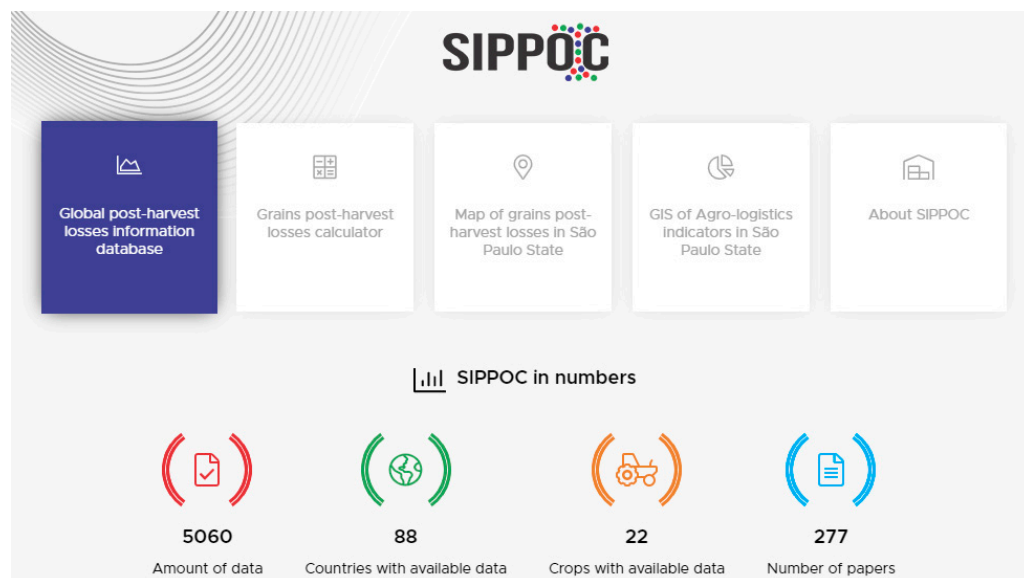 SIPPOC
Global post-harvest
losses information
database
Grains post-harvest
losses calculator
Map of grains post-
harvest losses in São
Paulo State
GIS of Agro-logistics
indicators in São
Paulo State
About SIPPOC
SIPPOC in numbers
5060
Amount of data
88
Countries with available data
22
Crops with available data
277
Number of papers